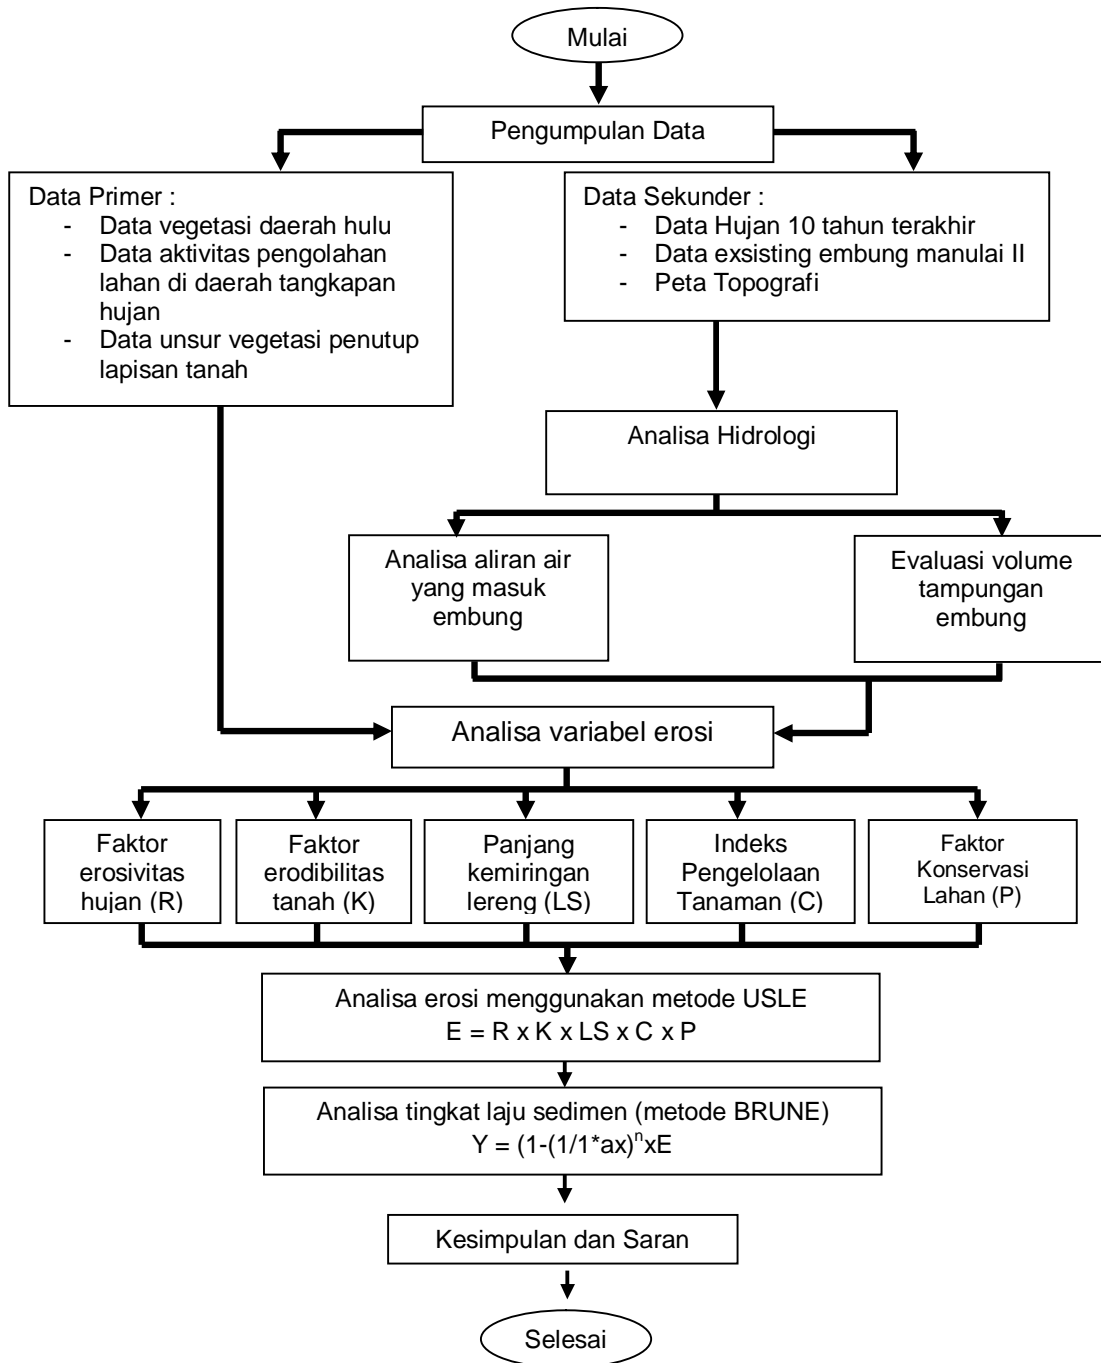 Mulai
Pengumpulan Data
Data Primer :
- Data vegetasi daerah hulu
- Data aktivitas pengolahan
lahan di daerah tangkapan
hujan
- Data unsur vegetasi penutup
lapisan tanah
Data Sekunder :
- Data Hujan 10 tahun terakhir
- Data exsisting embung manulai II
- Peta Topografi
Analisa Hidrologi
Analisa aliran air
yang masuk
embung
Evaluasi volume
tampungan
embung
Analisa variabel erosi
Faktor
erosivitas
hujan (R)
Faktor
erodibilitas
tanah (K)
Panjang
kemiringan
lereng (LS)
Indeks
Pengelolaan
Tanaman (C)
Faktor
Konservasi
Lahan (P)
Analisa erosi menggunakan metode USLE
E = R x K x LS x C x P
Analisa tingkat laju sedimen (metode BRUNE)
Y = (1-(1/1*ax)ⁿxE
Kesimpulan dan Saran
Selesai